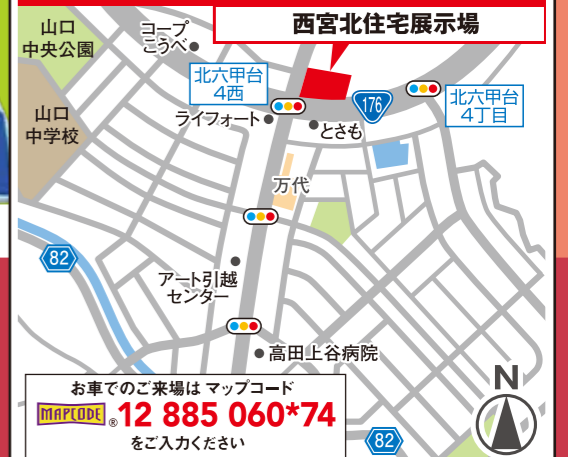 西宮北住宅展示場
山口
中央公園
コープ
こうべ
北六甲台
4西
176
北六甲台
4丁目
ライフォート
とさも
山口
中学校
万代
82
アート引越
センター
高田上谷病院
お車でのご来場は マップコード
MAPCODE ® 12 885 060*74
をご入力ください
82
N